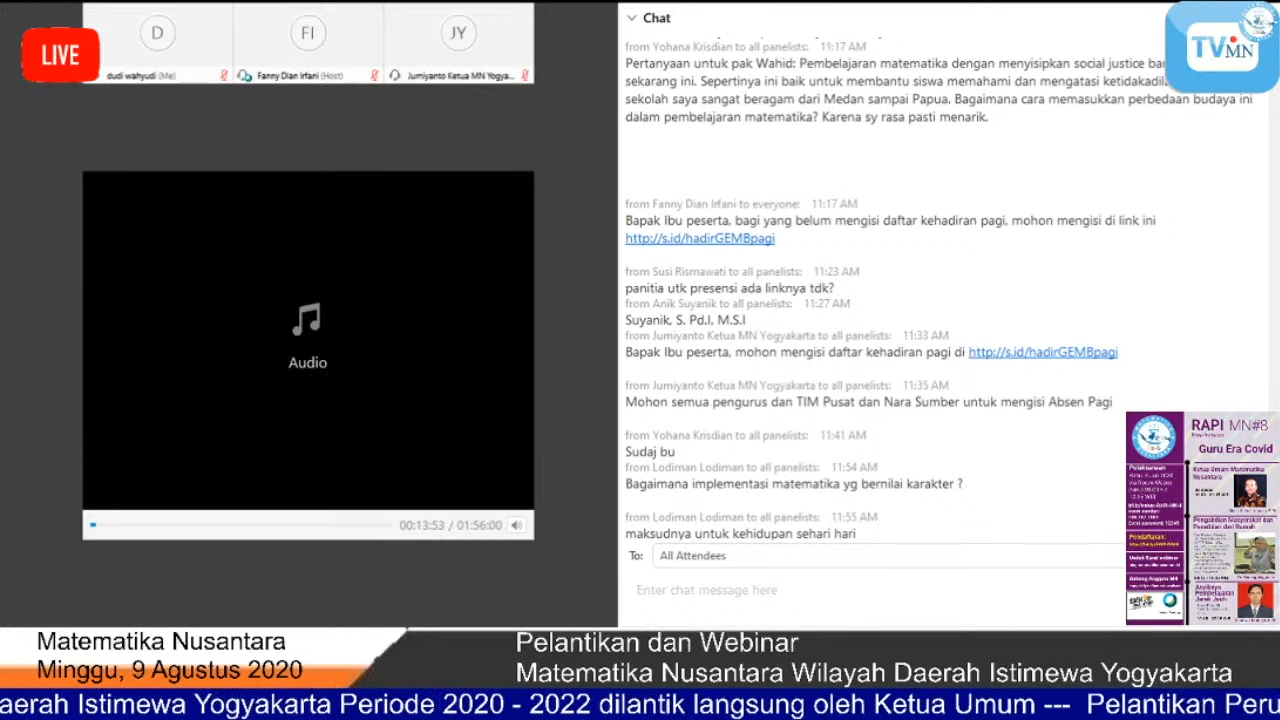 LIVE
D
FI
JY
dudi wahyudi (Me)
Fanny Dian Irfani (Host)
Jumiyanto Ketua MN Yogya...
Chat
TVMN
from Yohana Krisdian to all panelists: 11:17 AM
Pertanyaan untuk pak Wahid: Pembelajaran matematika dengan menyisipkan social justice
sekarang ini. Sepertinya ini baik untuk membantu siswa memahami dan mengatasi
sekolah saya sangat beragam dari Medan sampai Papua. Bagaimana cara memasukkan perbedaan budaya ini
dalam pembelajaran matematika? Karena sy rasa pasti menarik.
from Fanny Dian Irfani to everyone: 11:17 AM
Bapak Ibu peserta, bagi yang belum mengisi daftar kehadiran pagi, mohon mengisi di link ini
http://s.id/hadirGEMBpagi
from Susi Rismawati to all panelists: 11:23 AM
panitia utk presensi ada linknya tdk?
from Anik Suyanik to all panelists: 11:27 AM
Suyanik, S. Pd.I, M.S.I
from Jumiyanto Ketua MN Yogyakarta to all panelists: 11:33 AM
Bapak Ibu peserta, mohon mengisi daftar kehadiran pagi di http://s.id/hadirGEMBpagi
from Jumiyanto Ketua MN Yogyakarta to all panelists: 11:35 AM
Mohon semua pengurus dan TIM Pusat dan Nara Sumber untuk mengisi Absen Pagi
from Yohana Krisdian to all panelists: 11:41 AM
Sudaj bu
from Lodiman Lodiman to all panelists: 11:54 AM
Bagaimana implementasi matematika yg bernilai karakter ?
from Lodiman Lodiman to all panelists: 11:55 AM
maksudnya untuk kehidupan sehari hari
To: All Attendees
Enter chat message here
Audio
00:13:53 / 01:56:00
RAPI MN#8
Guru Era Covid
Ketua Umum Matematika
Nusantara
Pengabdian Masyarakat dan
Penelitian dari Rumah
Pembelajaran
Jarak Jauh
Matematika Nusantara
Minggu, 9 Agustus 2020
Pelantikan dan Webinar
Matematika Nusantara Wilayah Daerah Istimewa Yogyakarta
aerah Istimewa Yogyakarta Periode 2020 - 2022 dilantik langsung oleh Ketua Umum --- Pelantikan Peru